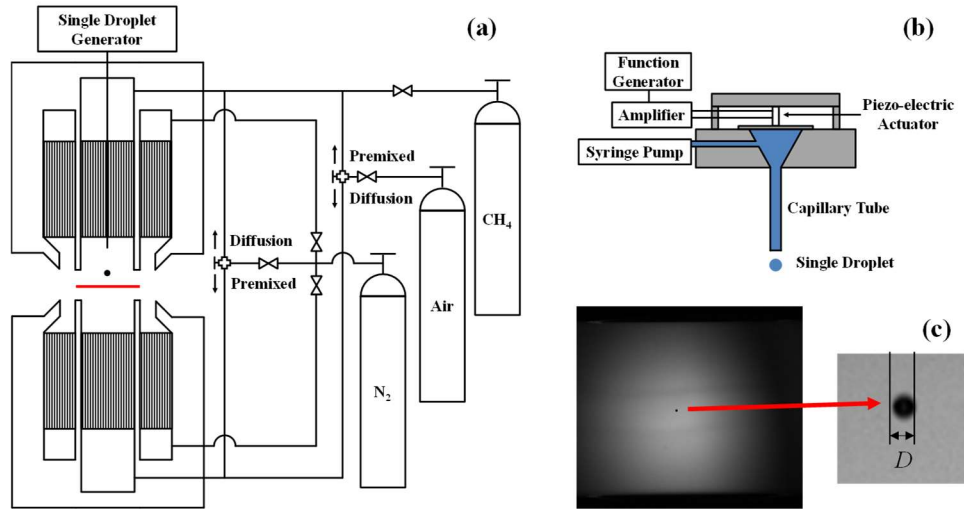 (a)
Single Droplet
Generator
Premixed
Diffusion
Diffusion
Premixed
CH₄
Air
N₂
(b)
Function
Generator
Amplifier
Piezo-electric
Actuator
Syringe Pump
Capillary Tube
Single Droplet
(c)
D